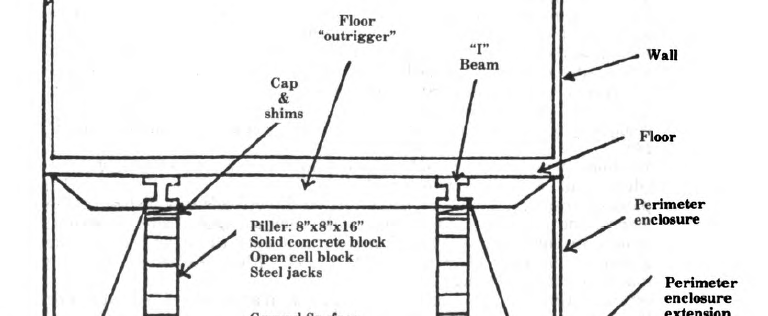 Floor
"outrigger"
"I"
Beam
Wall
Cap
&
shims
Floor
Perimeter
enclosure
Piller: 8"x8"x16"
Solid concrete block
Open cell block
Steel jacks
Perimeter
enclosure
extension